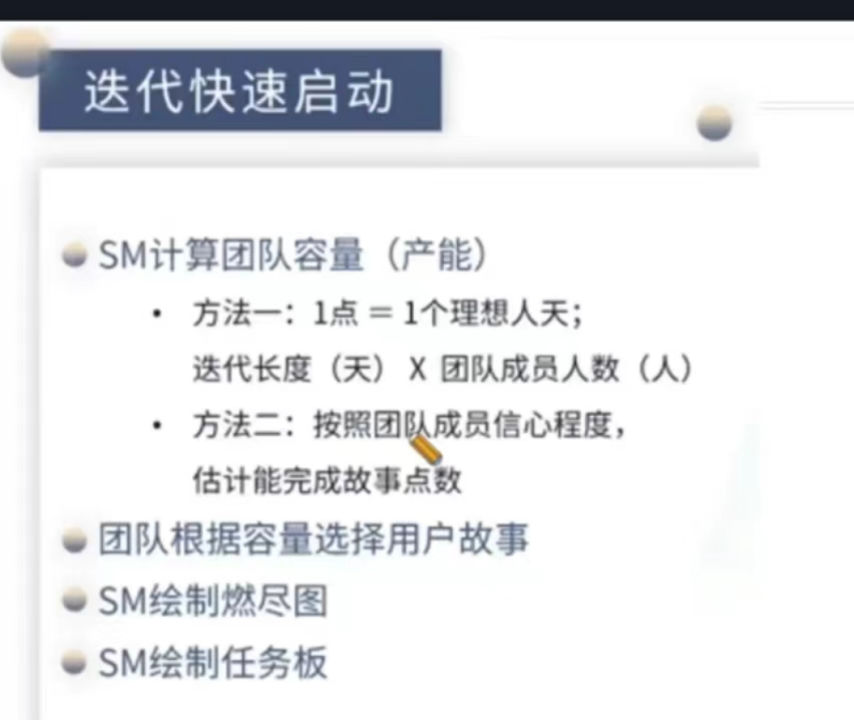 迭代快速启动
SM计算团队容量（产能）
• 方法一：1点 = 1个理想人天；
迭代长度（天） X 团队成员人数（人）
• 方法二：按照团队成员信心程度，
估计能完成故事点数
团队根据容量选择用户故事
SM绘制燃尽图
SM绘制任务板